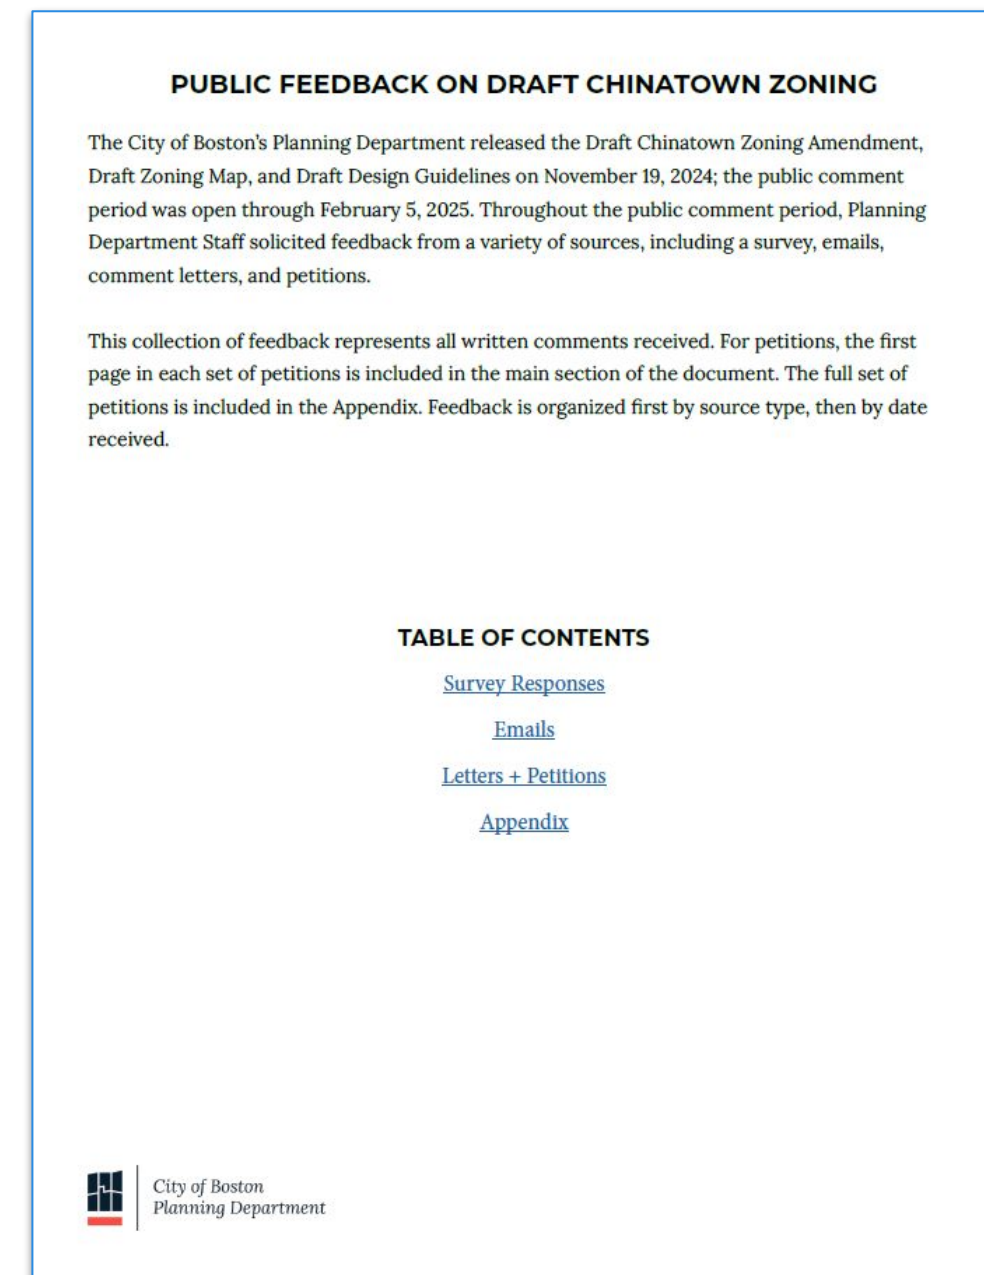 PUBLIC FEEDBACK ON DRAFT CHINATOWN ZONING
The City of Boston’s Planning Department released the Draft Chinatown Zoning Amendment,
Draft Zoning Map, and Draft Design Guidelines on November 19, 2024; the public comment
period was open through February 5, 2025. Throughout the public comment period, Planning
Department Staff solicited feedback from a variety of sources, including a survey, emails,
comment letters, and petitions.
This collection of feedback represents all written comments received. For petitions, the first
page in each set of petitions is included in the main section of the document. The full set of
petitions is included in the Appendix. Feedback is organized first by source type, then by date
received.
TABLE OF CONTENTS
Survey Responses
Emails
Letters + Petitions
Appendix
City of Boston
Planning Department